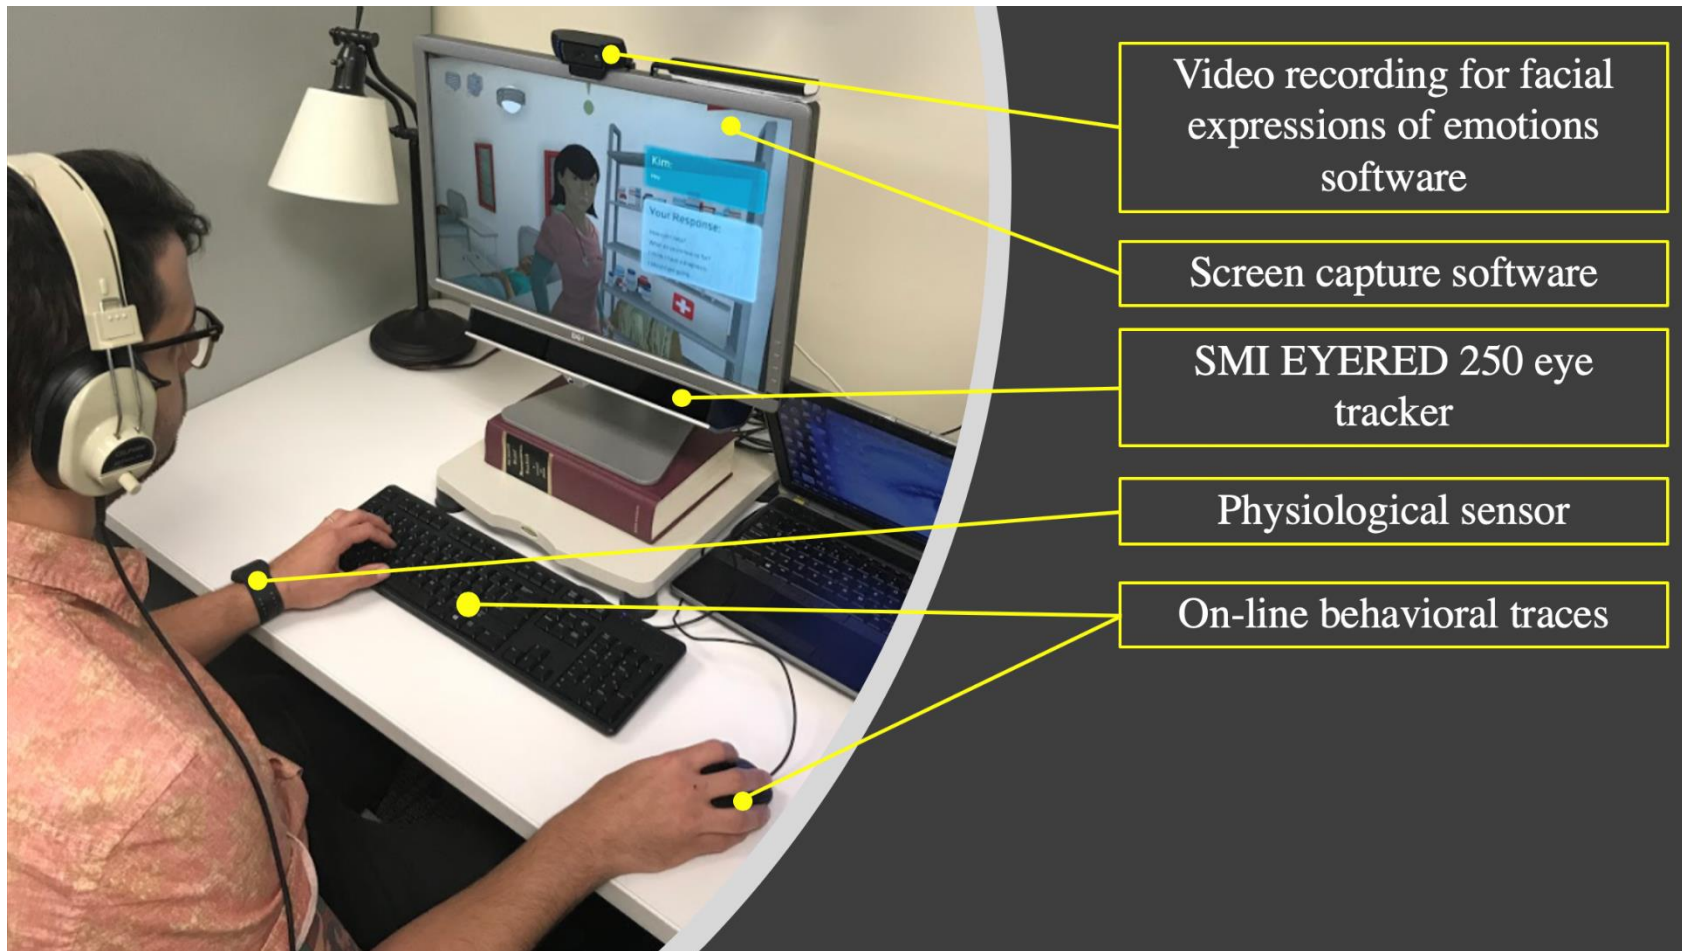 Video recording for facial
expressions of emotions
software
Screen capture software
SMI EYERED 250 eye
tracker
Physiological sensor
On-line behavioral traces
Kim:
Your Response: